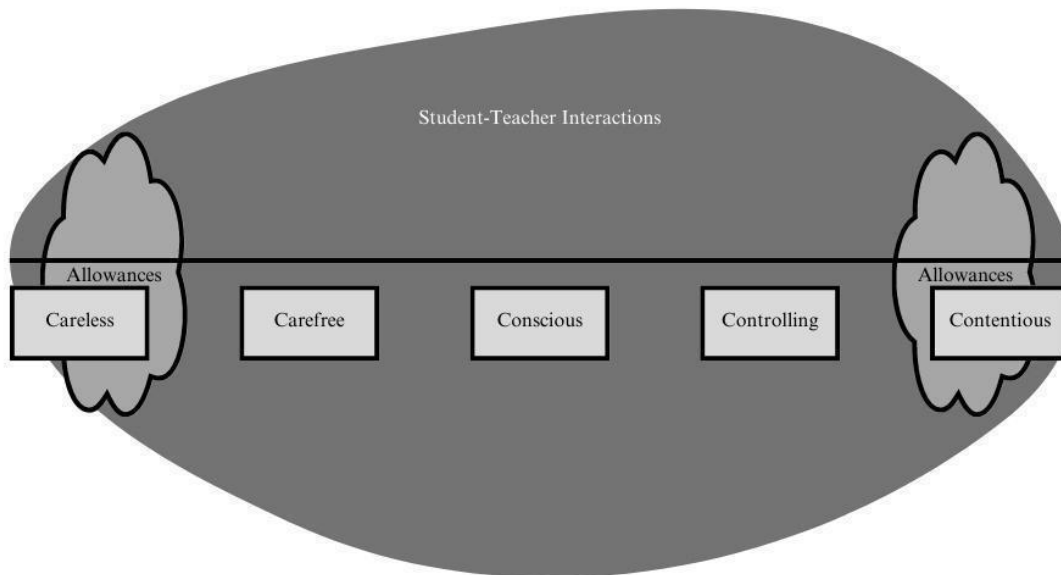 Student-Teacher Interactions
Allowances
Allowances
Careless
Carefree
Conscious
Controlling
Contentious